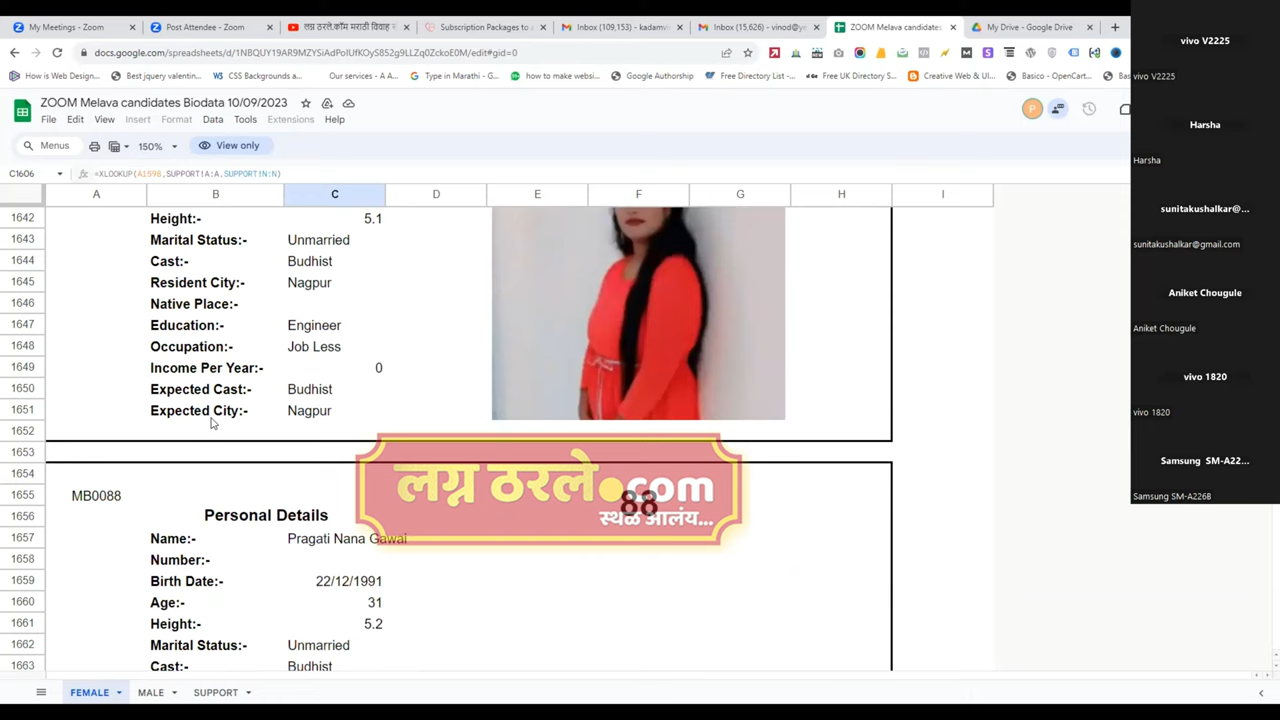 My Meetings - Zoom
Post Attendee - Zoom
लग्न ठरले.कॉम मराठी विवाह स
Subscription Packages to
Inbox (109,153) - kadamvi
Inbox (15,626) - vinod@ye
ZOOM Melava candidates
My Drive - Google Drive
docs.google.com/spreadsheets/d/1NBQUY19AR9MZYSiAdPolUfKOyS852g9LLZq0ZckoE0M/edit#gid=0
How is Web Design...
Best jquery valentin...
CSS Backgrounds a...
Our services - A A...
Type in Marathi - G...
how to make websi...
Google Authorship
Free Directory List -...
Free UK Directory S...
Creative Web & UI...
Basico - OpenCart...
ZOOM Melava candidates Biodata 10/09/2023
File Edit View Insert Format Data Tools Extensions Help
Menus 150% View only
C1606 =XLOOKUP(A1598,SUPPORT!A:A,SUPPORT!N:N)
A B C D E F G H I
1642 Height:- 5.1
1643 Marital Status:- Unmarried
1644 Cast:- Budhist
1645 Resident City:- Nagpur
1646 Native Place:-
1647 Education:- Engineer
1648 Occupation:- Job Less
1649 Income Per Year:- 0
1650 Expected Cast:- Budhist
1651 Expected City:- Nagpur
1652
1653
1654
1655 MB0088 88
1656 Personal Details
1657 Name:- Pragati Nana Gawai
1658 Number:-
1659 Birth Date:- 22/12/1991
1660 Age:- 31
1661 Height:- 5.2
1662 Marital Status:- Unmarried
1663 Cast:- Budhist
लग्न ठरले.com
स्थळ आलंय...
FEMALE MALE SUPPORT
P
vivo V2225
vivo V2225
Harsha
Harsha
sunitakushalkar@...
sunitakushalkar@gmail.com
Aniket Chougule
Aniket Chougule
vivo 1820
vivo 1820
Samsung SM-A22...
Samsung SM-A226B